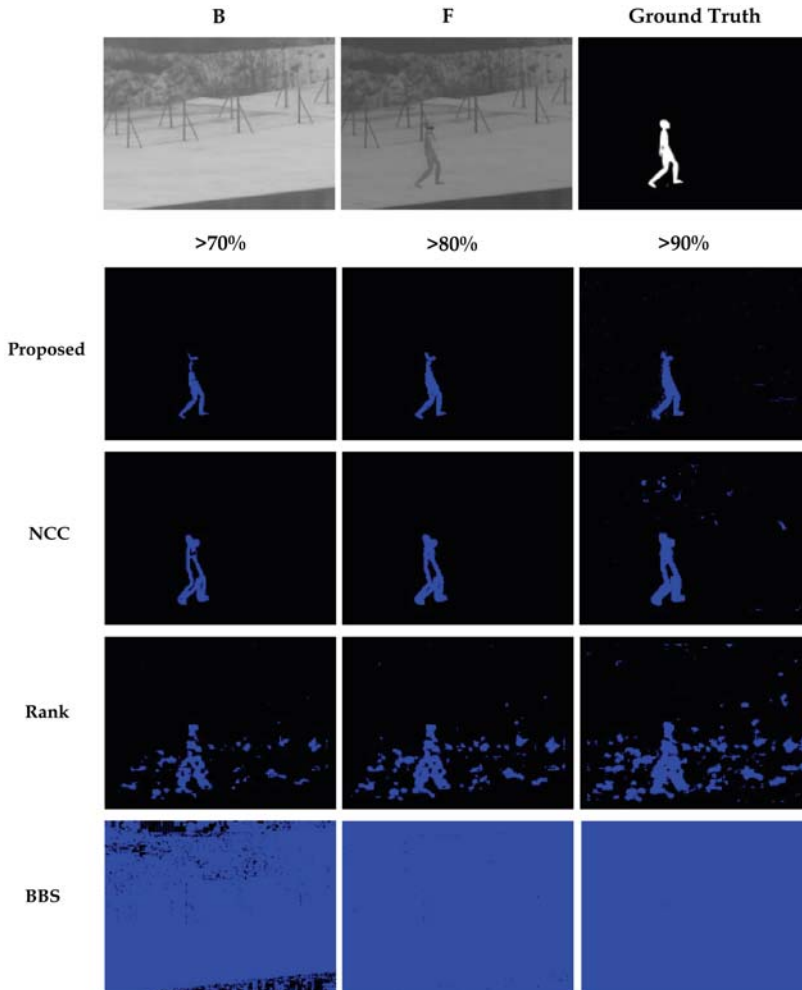 B F Ground Truth
>70% >80% >90%
Proposed
NCC
Rank
BBS